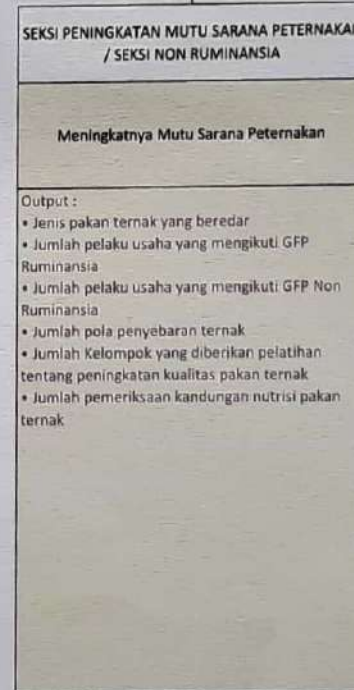 SEKSI PENINGKATAN MUTU SARANA PETERNAKAN
/ SEKSI NON RUMINANSIA
Meningkatnya Mutu Sarana Peternakan
Output :
• Jenis pakan ternak yang beredar
• Jumlah pelaku usaha yang mengikuti GFP
Ruminansia
• Jumlah pelaku usaha yang mengikuti GFP Non
Ruminansia
• Jumlah pola penyebaran ternak
• Jumlah Kelompok yang diberikan pelatihan
tentang peningkatan kualitas pakan ternak
• Jumlah pemeriksaan kandungan nutrisi pakan
ternak